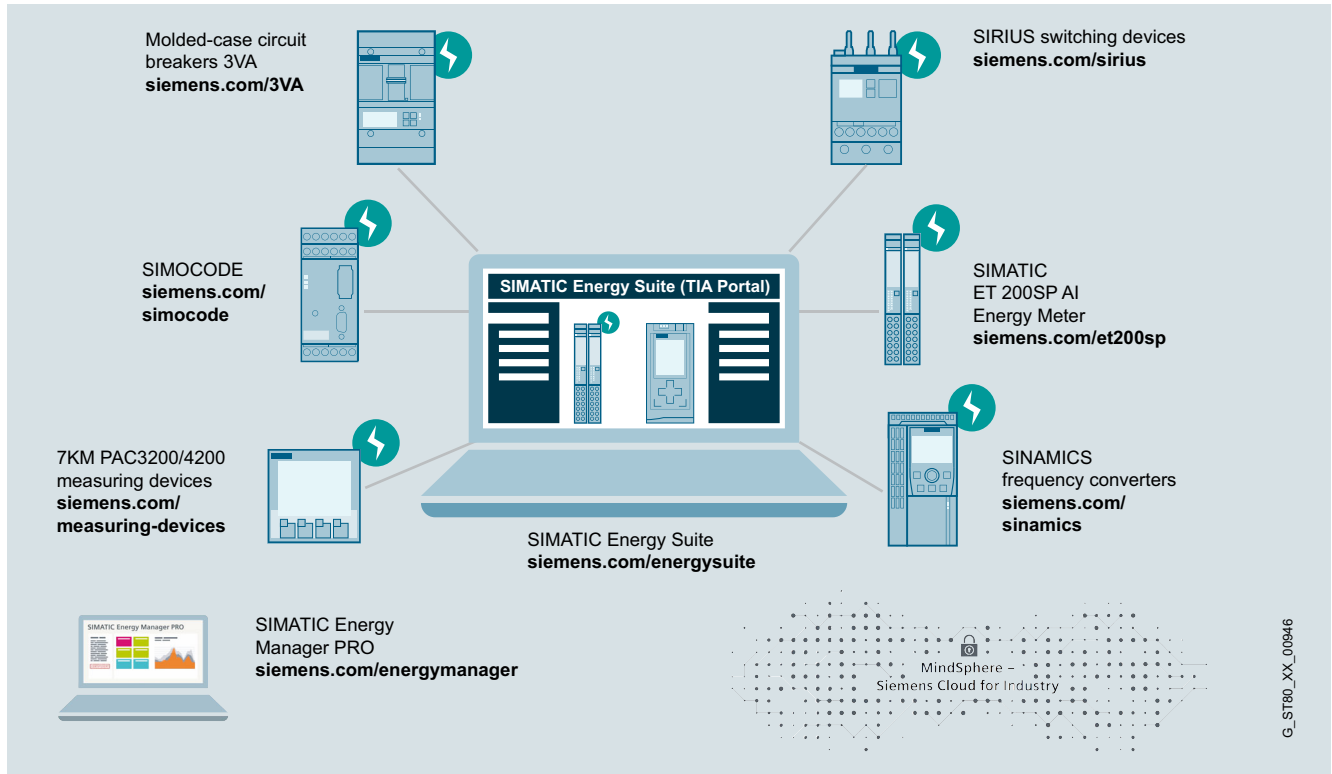 Molded-case circuit
breakers 3VA
siemens.com/3VA
SIRIUS switching devices
siemens.com/sirius
SIMOCODE
siemens.com/
simocode
SIMATIC Energy Suite (TIA Portal)
SIMATIC
ET 200SP AI
Energy Meter
siemens.com/et200sp
7KM PAC3200/4200
measuring devices
siemens.com/
measuring-devices
SINAMICS
frequency converters
siemens.com/
sinamics
SIMATIC Energy Suite
siemens.com/energysuite
SIMATIC Energy Manager PRO
SIMATIC Energy
Manager PRO
siemens.com/energymanager
MindSphere –
Siemens Cloud for Industry
G_ST80_XX_00946